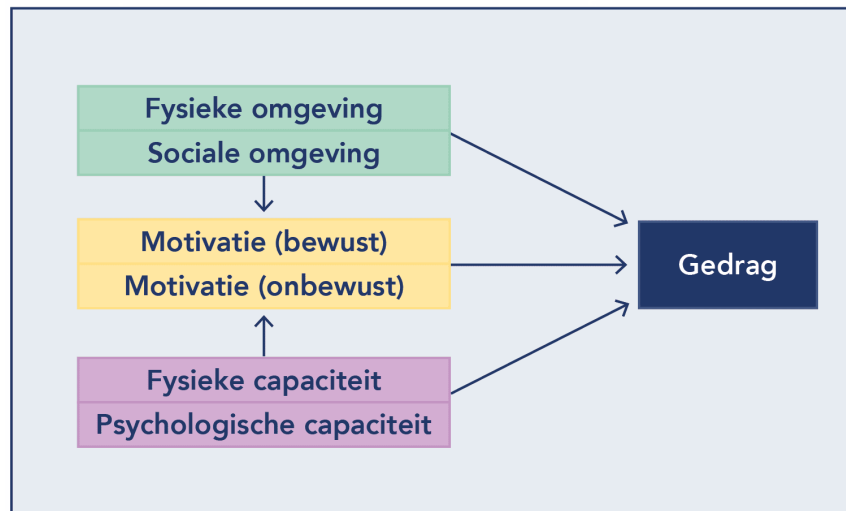 Fysieke omgeving
Sociale omgeving
Motivatie (bewust)
Motivatie (onbewust)
Gedrag
Fysieke capaciteit
Psychologische capaciteit